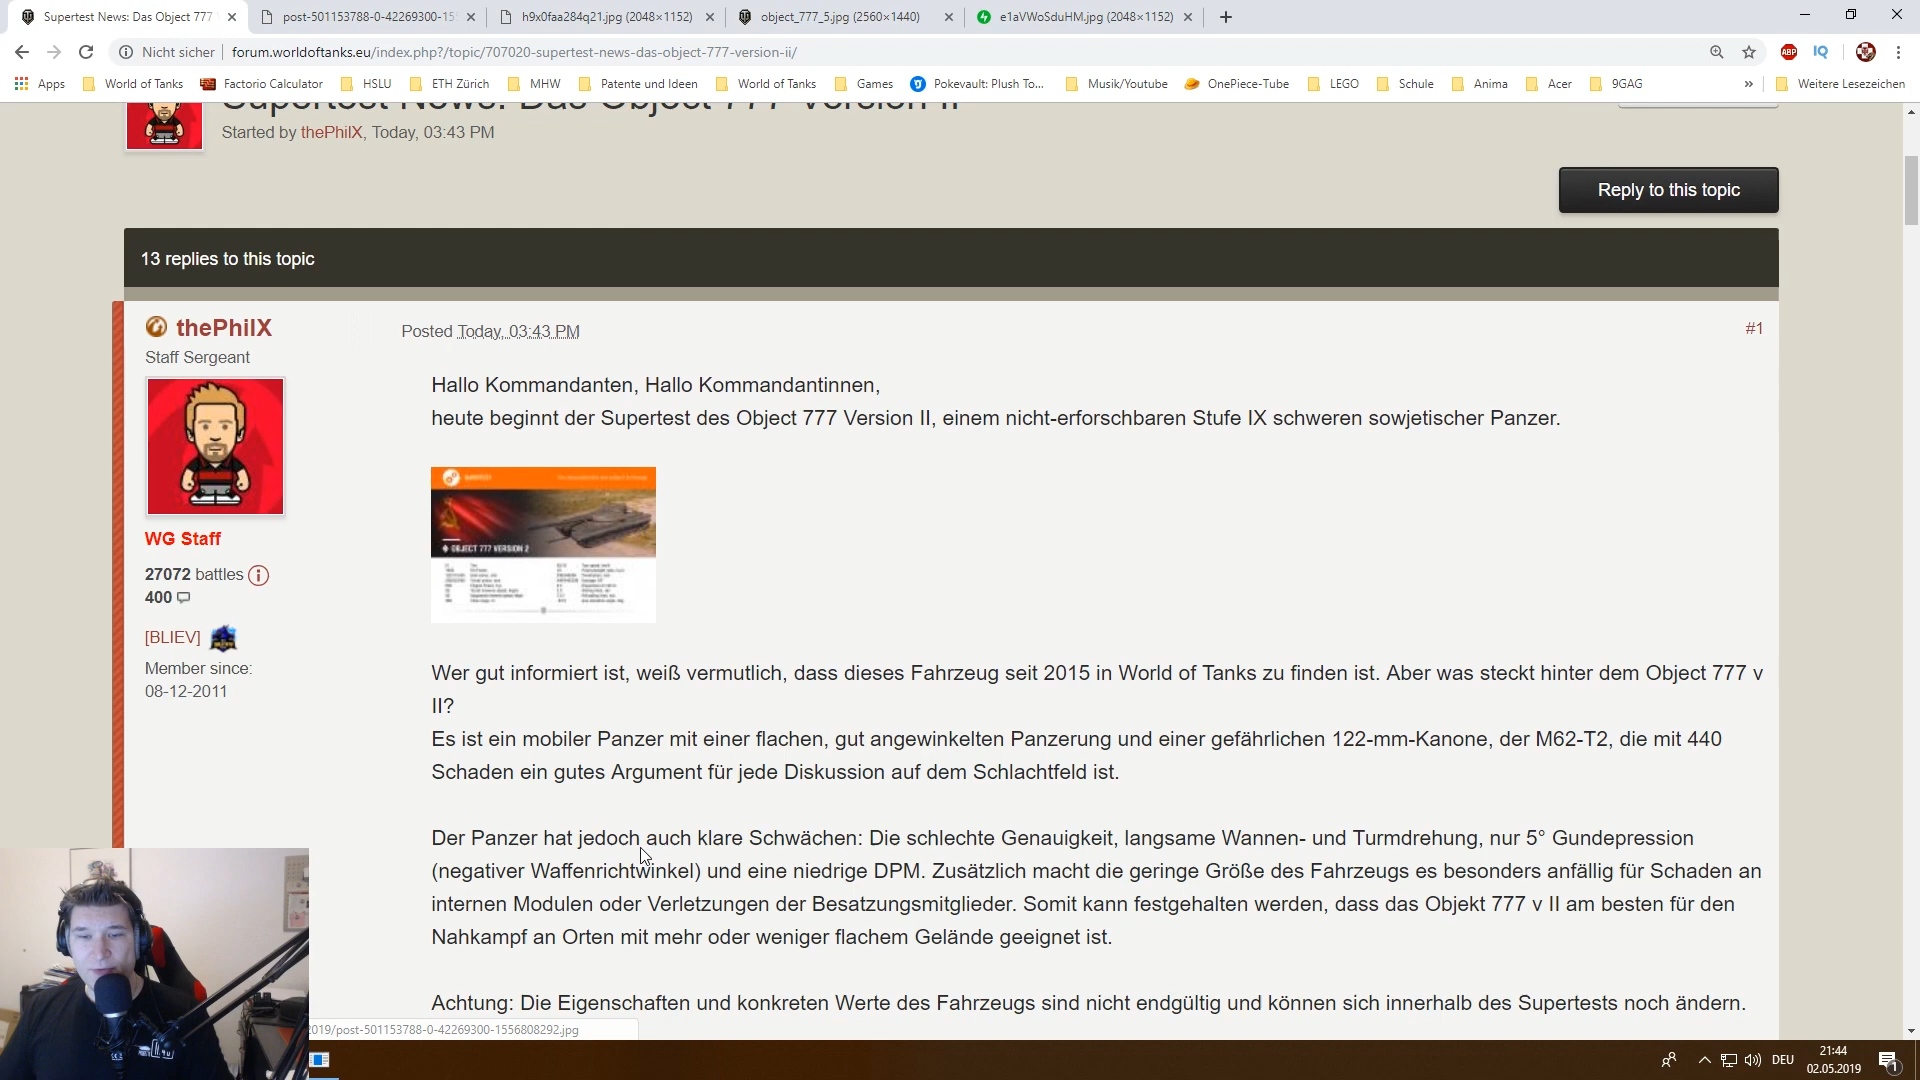 Supertest News: Das Object 777
post-501153788-0-42269300-15
h9x0faa284q21.jpg (2048×1152)
object_777_5.jpg (2560×1440)
e1aVWoSduHM.jpg (2048×1152)
Nicht sicher
forum.worldoftanks.eu/index.php?/topic/707020-supertest-news-das-object-777-version-ii/
ABP
IQ
Apps
World of Tanks
Factorio Calculator
HSLU
ETH Zürich
MHW
Patente und Ideen
World of Tanks
Games
Pokevault: Plush To...
Musik/Youtube
OnePiece-Tube
LEGO
Schule
Anima
Acer
9GAG
»
Weitere Lesezeichen
Supertest News: Das Object 777 Version II
Started by thePhilX, Today, 03:43 PM
Reply to this topic
13 replies to this topic
thePhilX
Staff Sergeant
WG Staff
27072 battles
400
[BLIEV]
Member since:
08-12-2011
Posted Today, 03:43 PM
#1
Hallo Kommandanten, Hallo Kommandantinnen,
heute beginnt der Supertest des Object 777 Version II, einem nicht-erforschbaren Stufe IX schweren sowjetischer Panzer.
OBJECT 777 VERSION 2
Wer gut informiert ist, weiß vermutlich, dass dieses Fahrzeug seit 2015 in World of Tanks zu finden ist. Aber was steckt hinter dem Object 777 v
II?
Es ist ein mobiler Panzer mit einer flachen, gut angewinkelten Panzerung und einer gefährlichen 122-mm-Kanone, der M62-T2, die mit 440
Schaden ein gutes Argument für jede Diskussion auf dem Schlachtfeld ist.
Der Panzer hat jedoch auch klare Schwächen: Die schlechte Genauigkeit, langsame Wannen- und Turmdrehung, nur 5° Gundepression
(negativer Waffenrichtwinkel) und eine niedrige DPM. Zusätzlich macht die geringe Größe des Fahrzeugs es besonders anfällig für Schaden an
internen Modulen oder Verletzungen der Besatzungsmitglieder. Somit kann festgehalten werden, dass das Objekt 777 v II am besten für den
Nahkampf an Orten mit mehr oder weniger flachem Gelände geeignet ist.
Achtung: Die Eigenschaften und konkreten Werte des Fahrzeugs sind nicht endgültig und können sich innerhalb des Supertests noch ändern.
2019/post-501153788-0-42269300-1556808292.jpg
DEU
21:44
02.05.2019
1